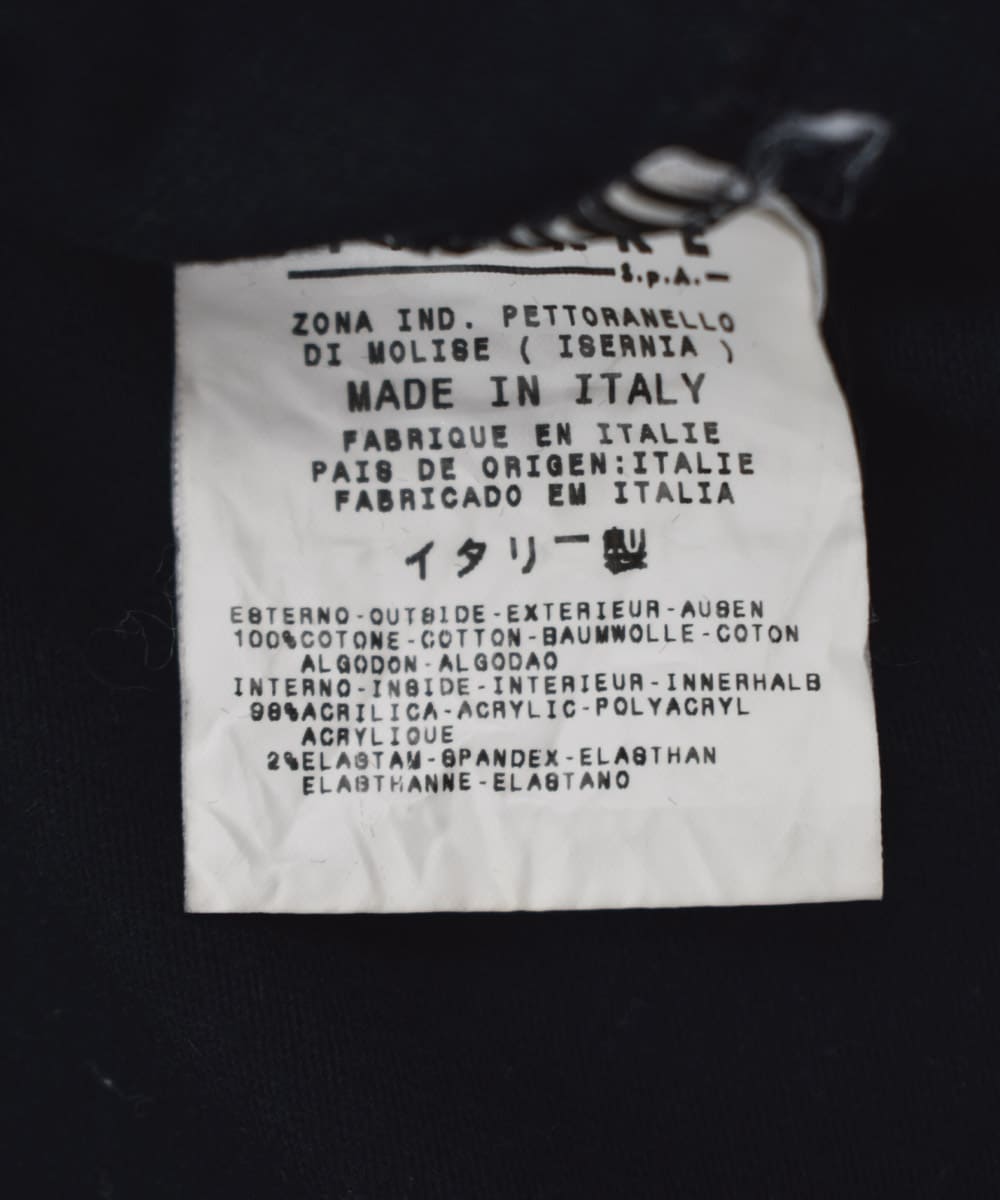 S.p.A.-
ZONA IND. PETTORANELLO
DI MOLISE ( ISERNIA )
MADE IN ITALY
FABRIQUE EN ITALIE
PAIS DE ORIGEN:ITALIE
FABRICADO EM ITALIA
イタリー製
ESTERNO-OUTSIDE-EXTERIEUR-AUSEN
100%COTONE-COTTON-BAUMWOLLE-COTON
ALGODON-ALGODAO
INTERNO-INSIDE-INTERIEUR-INNERHALB
98%ACRILICA-ACRYLIC-POLYACRYL
ACRYLIQUE
2%ELASTAM-SPANDEX-ELASTHAN
ELASTHANNE-ELASTANO